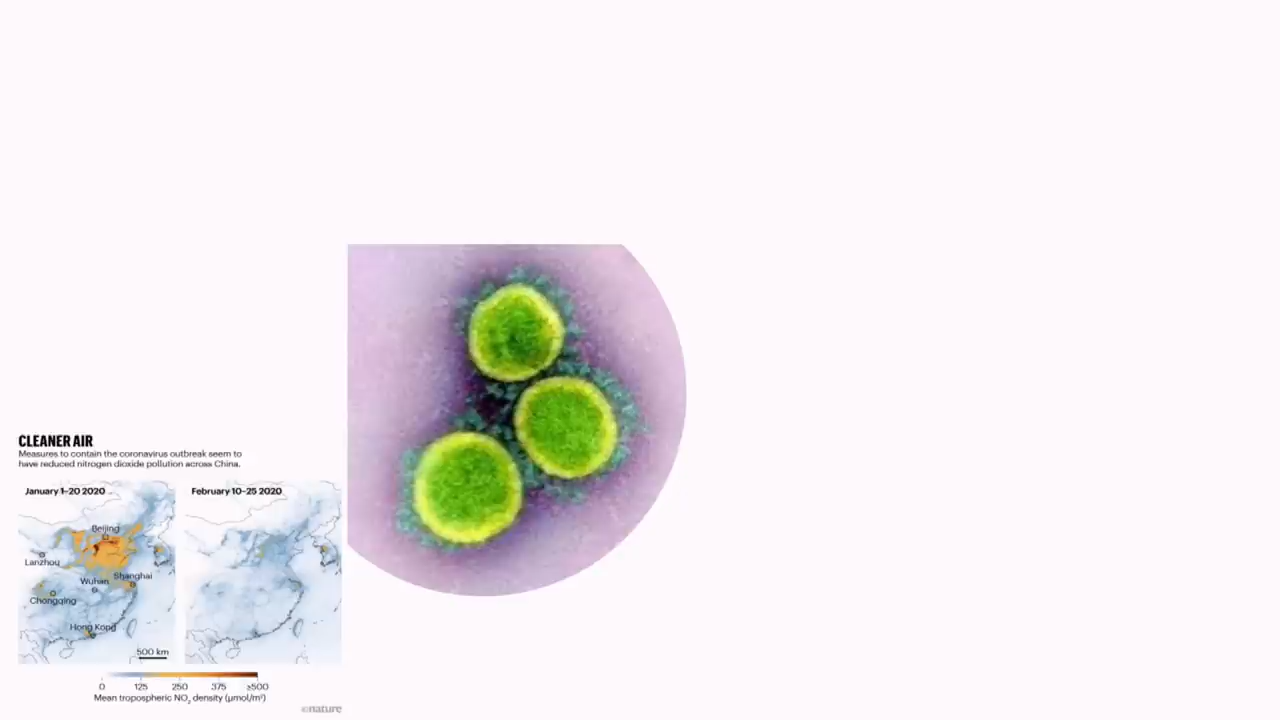 CLEANER AIR
Measures to contain the coronavirus outbreak seem to
have reduced nitrogen dioxide pollution across China.
January 1–20 2020
February 10–25 2020
Beijing
Lanzhou
Wuhan
Shanghai
Chongqing
Hong Kong
500 km
0 125 250 375 ≥500
Mean tropospheric NO₂ density (μmol/m²)
©nature